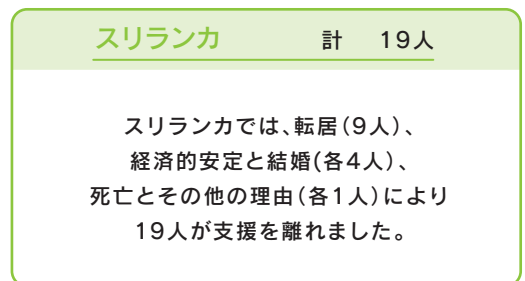 スリランカ 計 19人
スリランカでは、転居(9人)、
経済的安定と結婚(各4人)、
死亡とその他の理由(各1人)により
19人が支援を離れました。